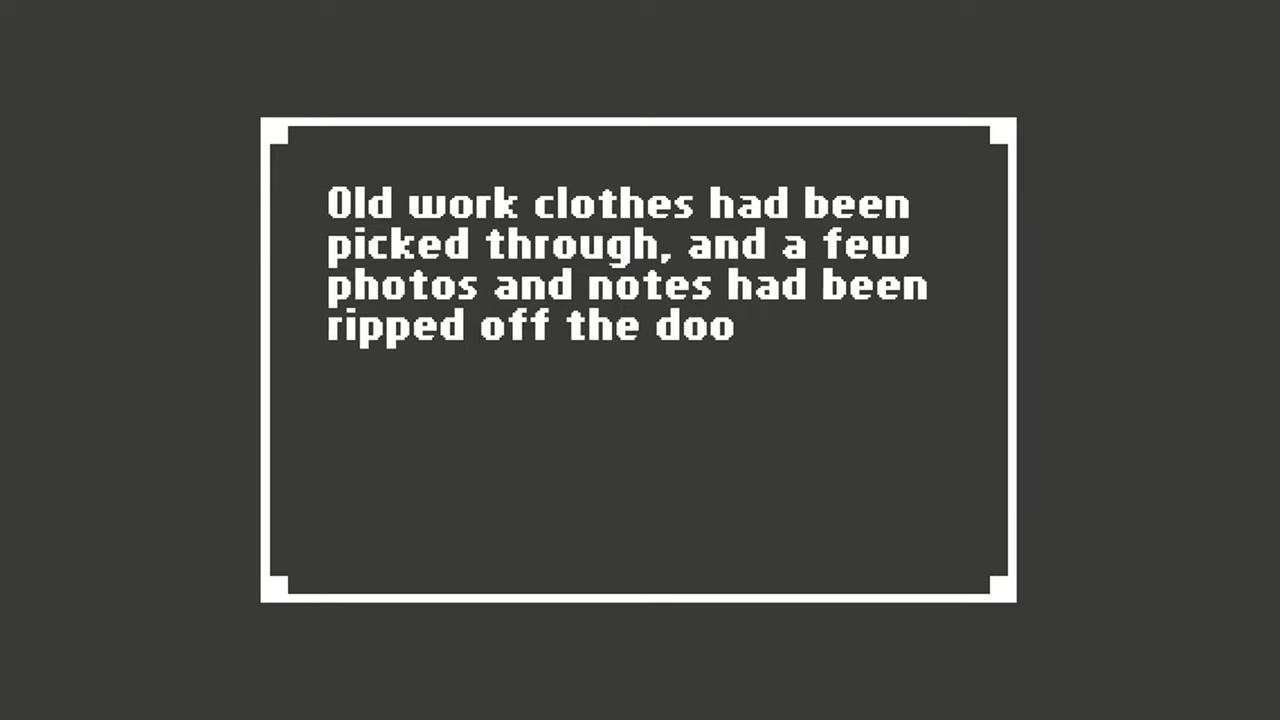 Old work clothes had been
picked through, and a few
photos and notes had been
ripped off the doo